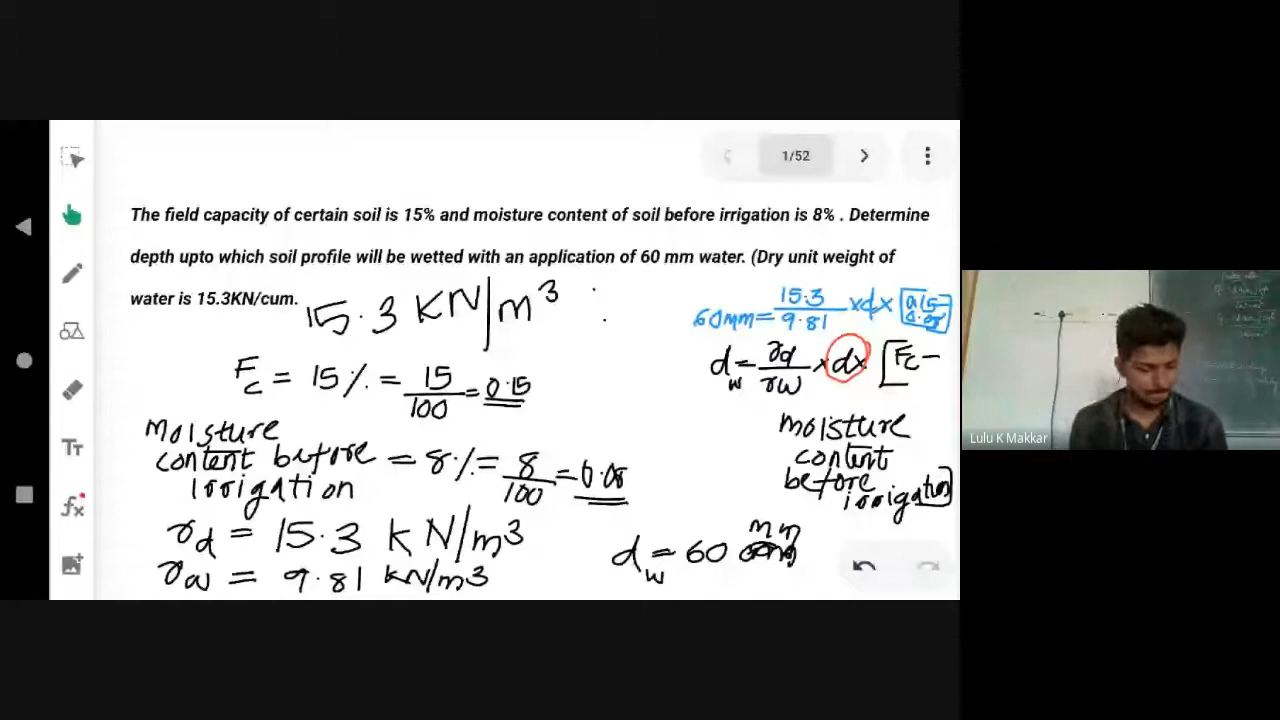 1/52
The field capacity of certain soil is 15% and moisture content of soil before irrigation is 8% . Determine
depth upto which soil profile will be wetted with an application of 60 mm water. (Dry unit weight of
water is 15.3KN/cum.
15.3 KN/m³
60mm = 15.3/9.81 × d × [0.15 - 0.08]
Fc = 15 % = 15/100 = 0.15
dw = γd/γw × d × [Fc -
moisture
content before
irrigation
= 8 % = 8/100 = 0.08
moisture
content
before
irrigation]
γd = 15.3 KN/m³
γw = 9.81 KN/m³
dw = 60 mm
Tт
fx
Lulu K Makkar